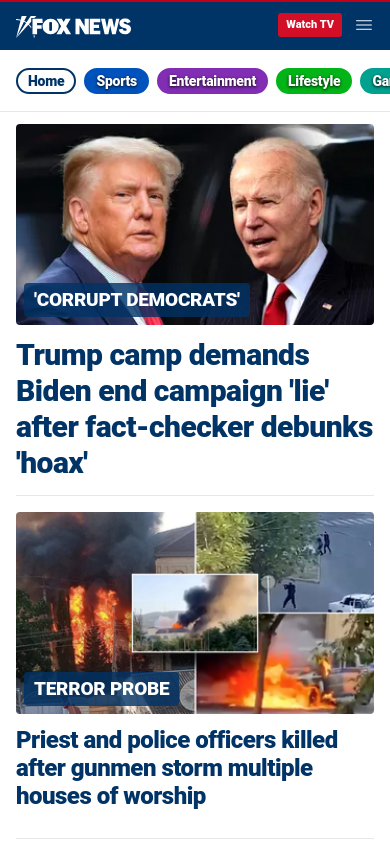 FOX NEWS
Watch TV
Home
Sports
Entertainment
Lifestyle
Ga
'CORRUPT DEMOCRATS'
Trump camp demands
Biden end campaign 'lie'
after fact-checker debunks
'hoax'
TERROR PROBE
Priest and police officers killed
after gunmen storm multiple
houses of worship